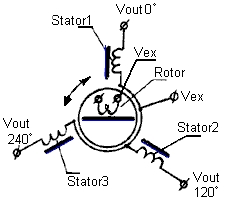 Stator1
Vout0°
Vex
Rotor
Vex
Stator2
Vout
240°
Stator3
Vout
120°